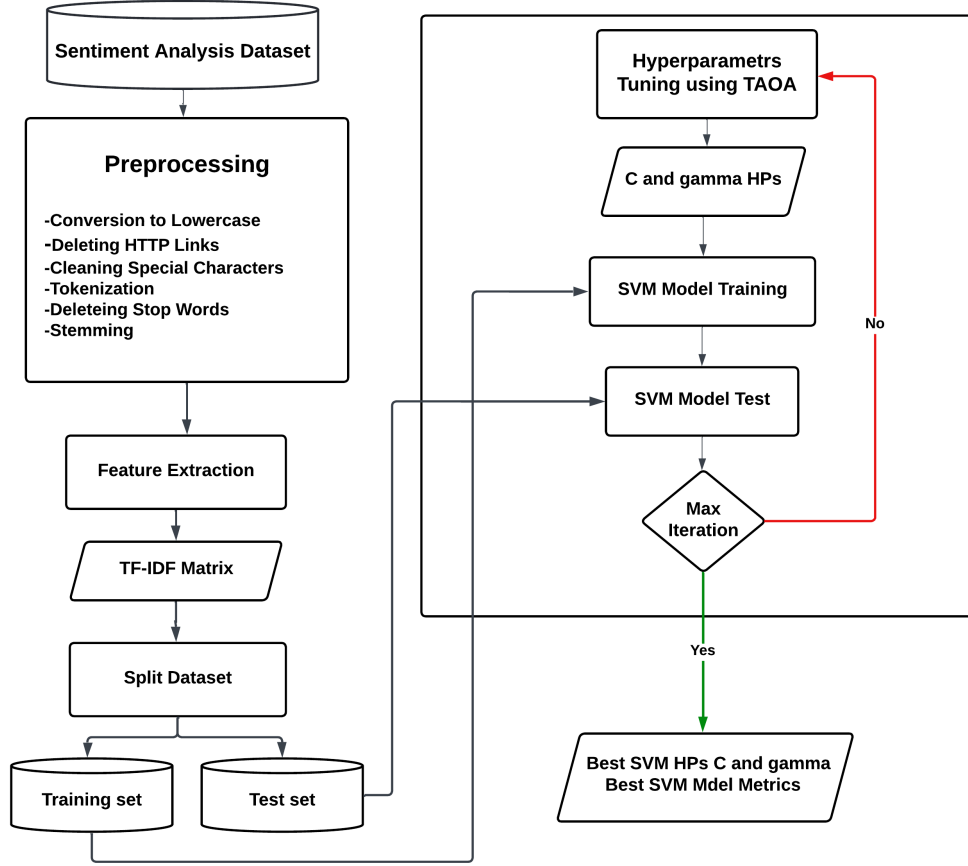 Sentiment Analysis Dataset
Preprocessing
-Conversion to Lowercase
-Deleting HTTP Links
-Cleaning Special Characters
-Tokenization
-Deleteing Stop Words
-Stemming
Feature Extraction
TF-IDF Matrix
Split Dataset
Training set
Test set
Hyperparametrs
Tuning using TAOA
C and gamma HPs
SVM Model Training
SVM Model Test
Max
Iteration
No
Yes
Best SVM HPs C and gamma
Best SVM Mdel Metrics